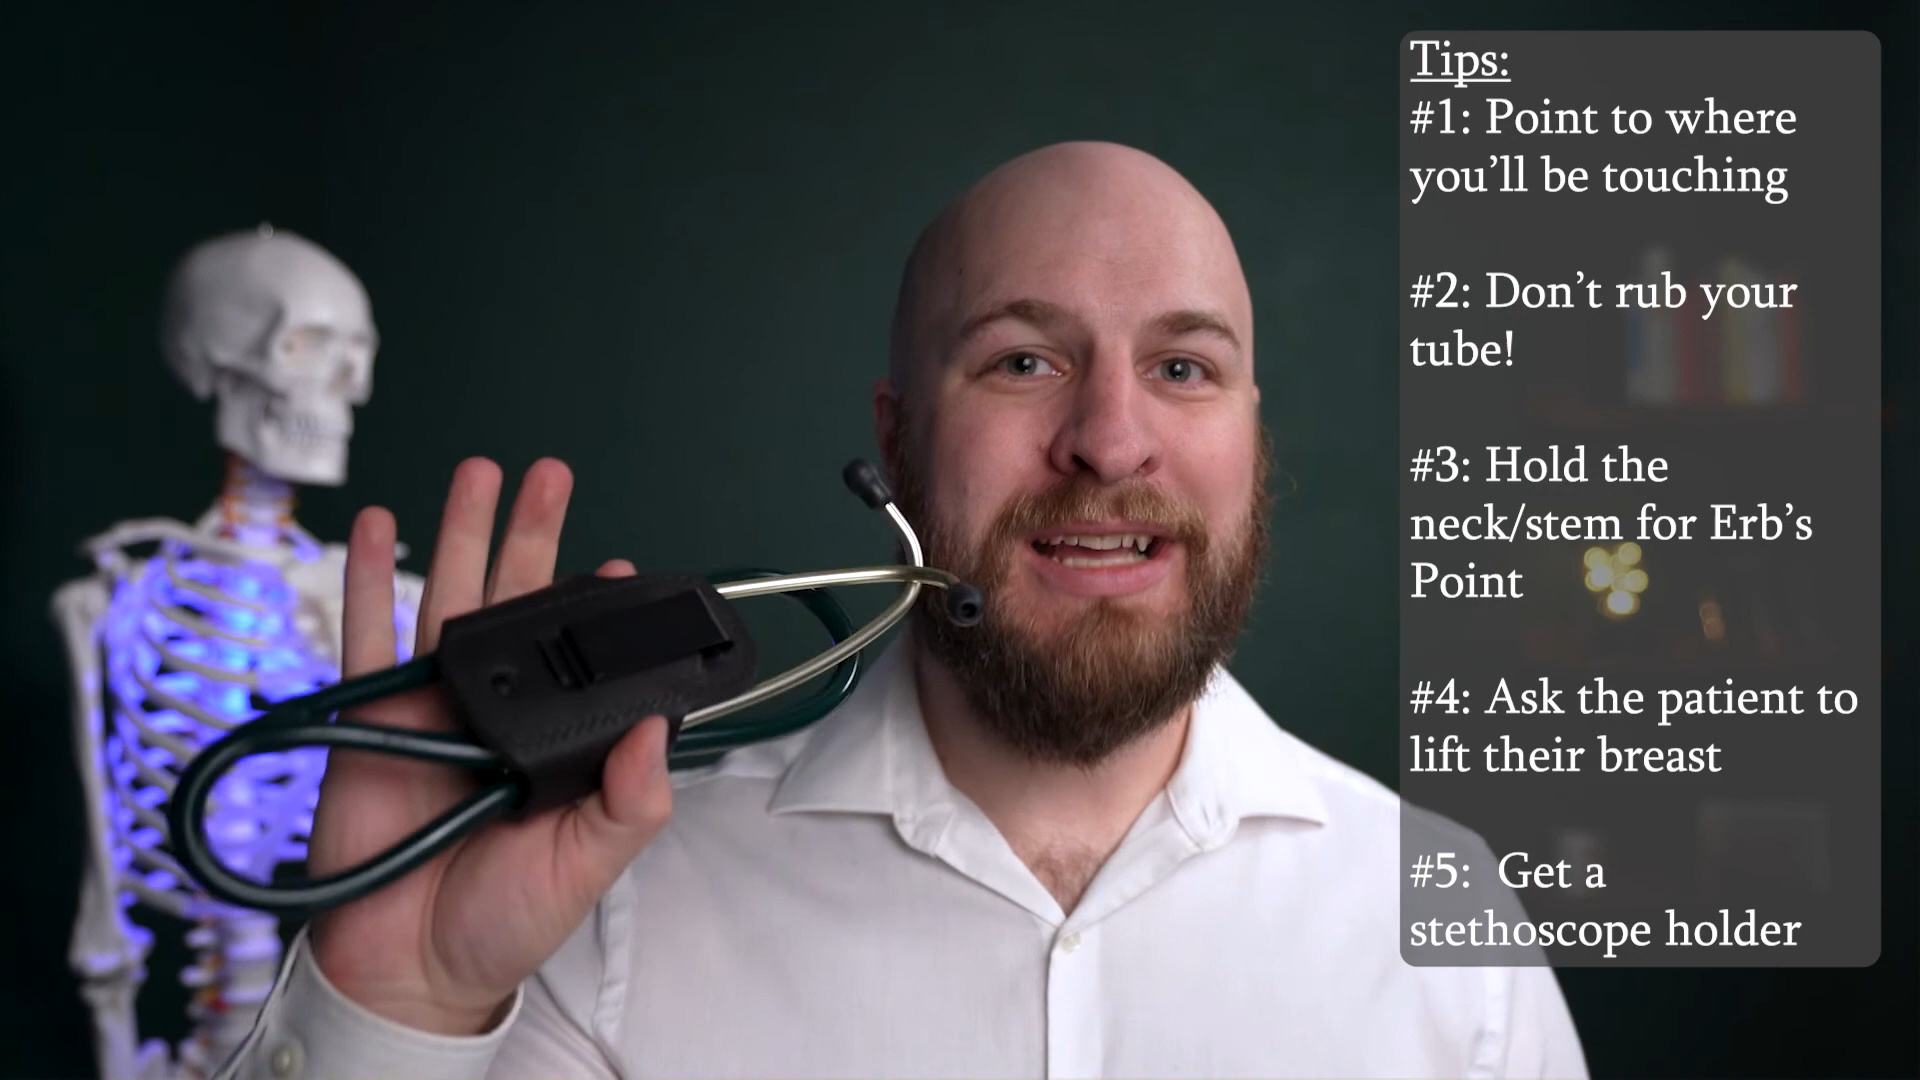 Tips:
#1: Point to where
you’ll be touching
#2: Don’t rub your
tube!
#3: Hold the
neck/stem for Erb’s
Point
#4: Ask the patient to
lift their breast
#5:  Get a
stethoscope holder